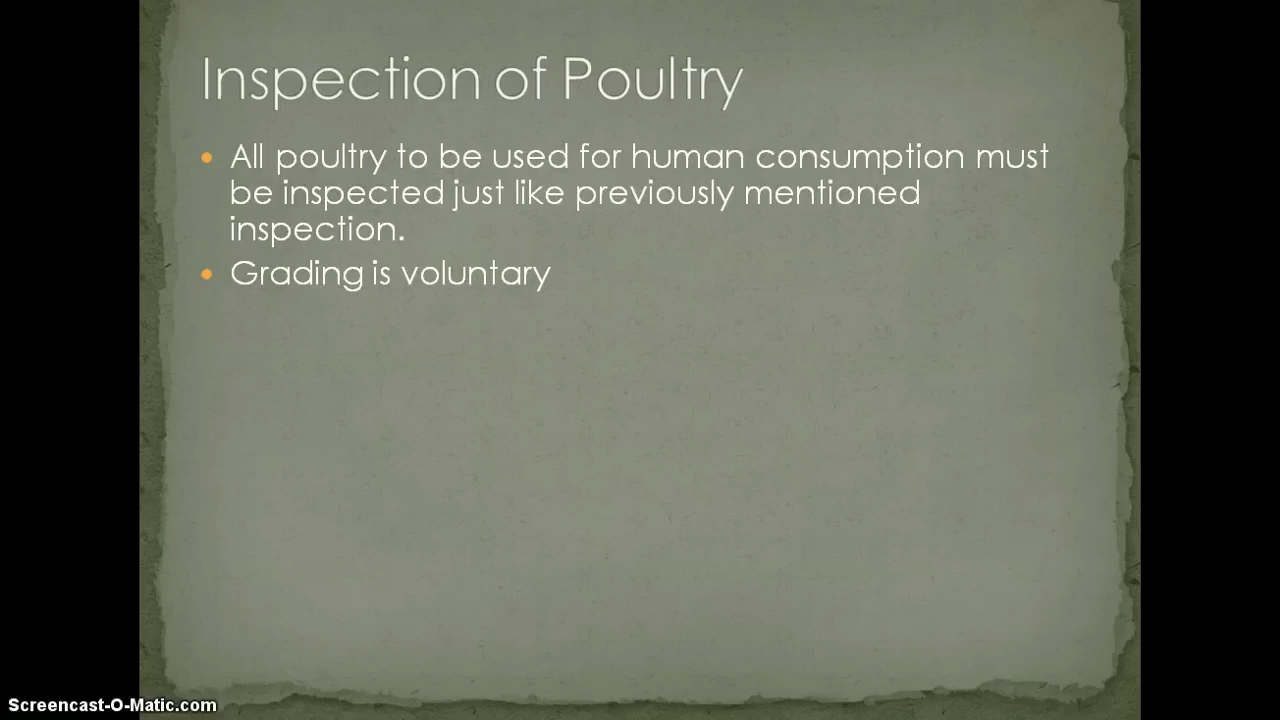 Inspection of Poultry
• All poultry to be used for human consumption must
be inspected just like previously mentioned
inspection.
• Grading is voluntary
Screencast-O-Matic.com